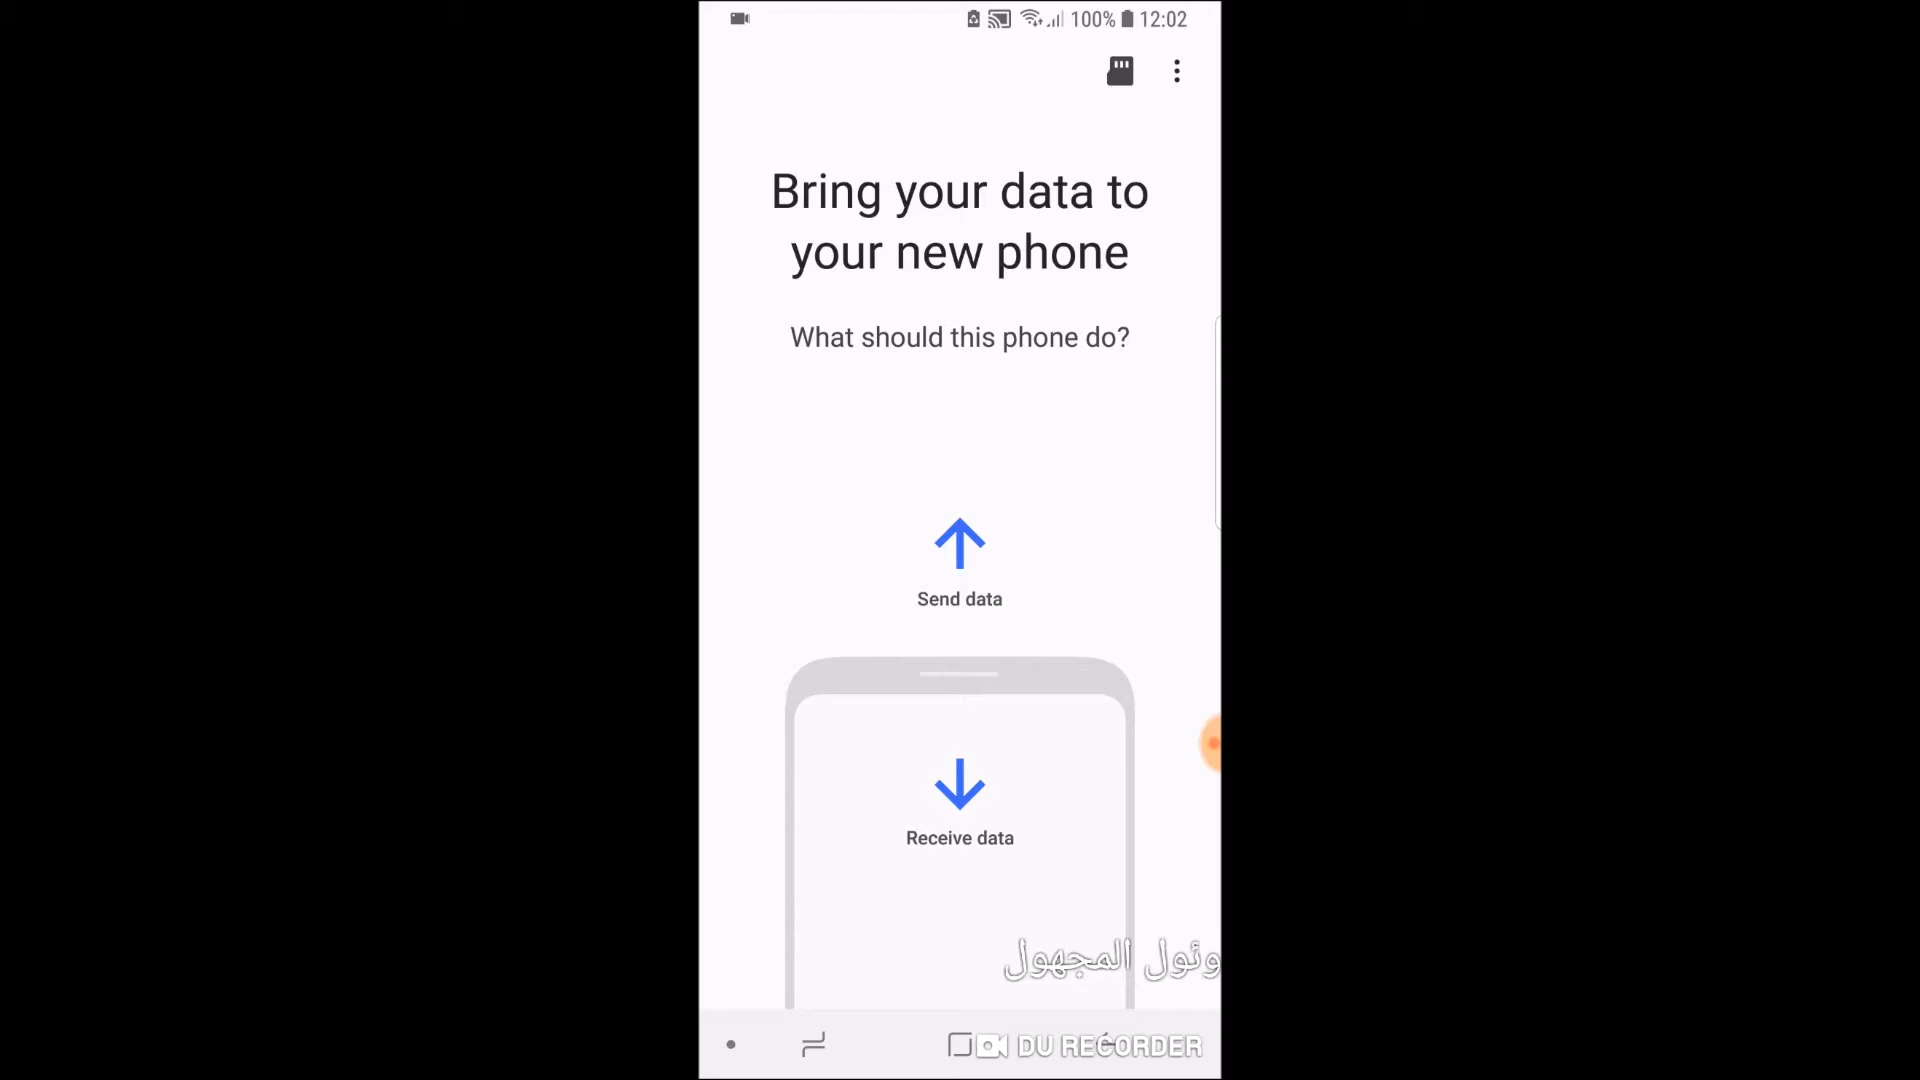 100% 12:02
Bring your data to
your new phone
What should this phone do?
Send data
Receive data
وئول المجهول
DU RECORDER